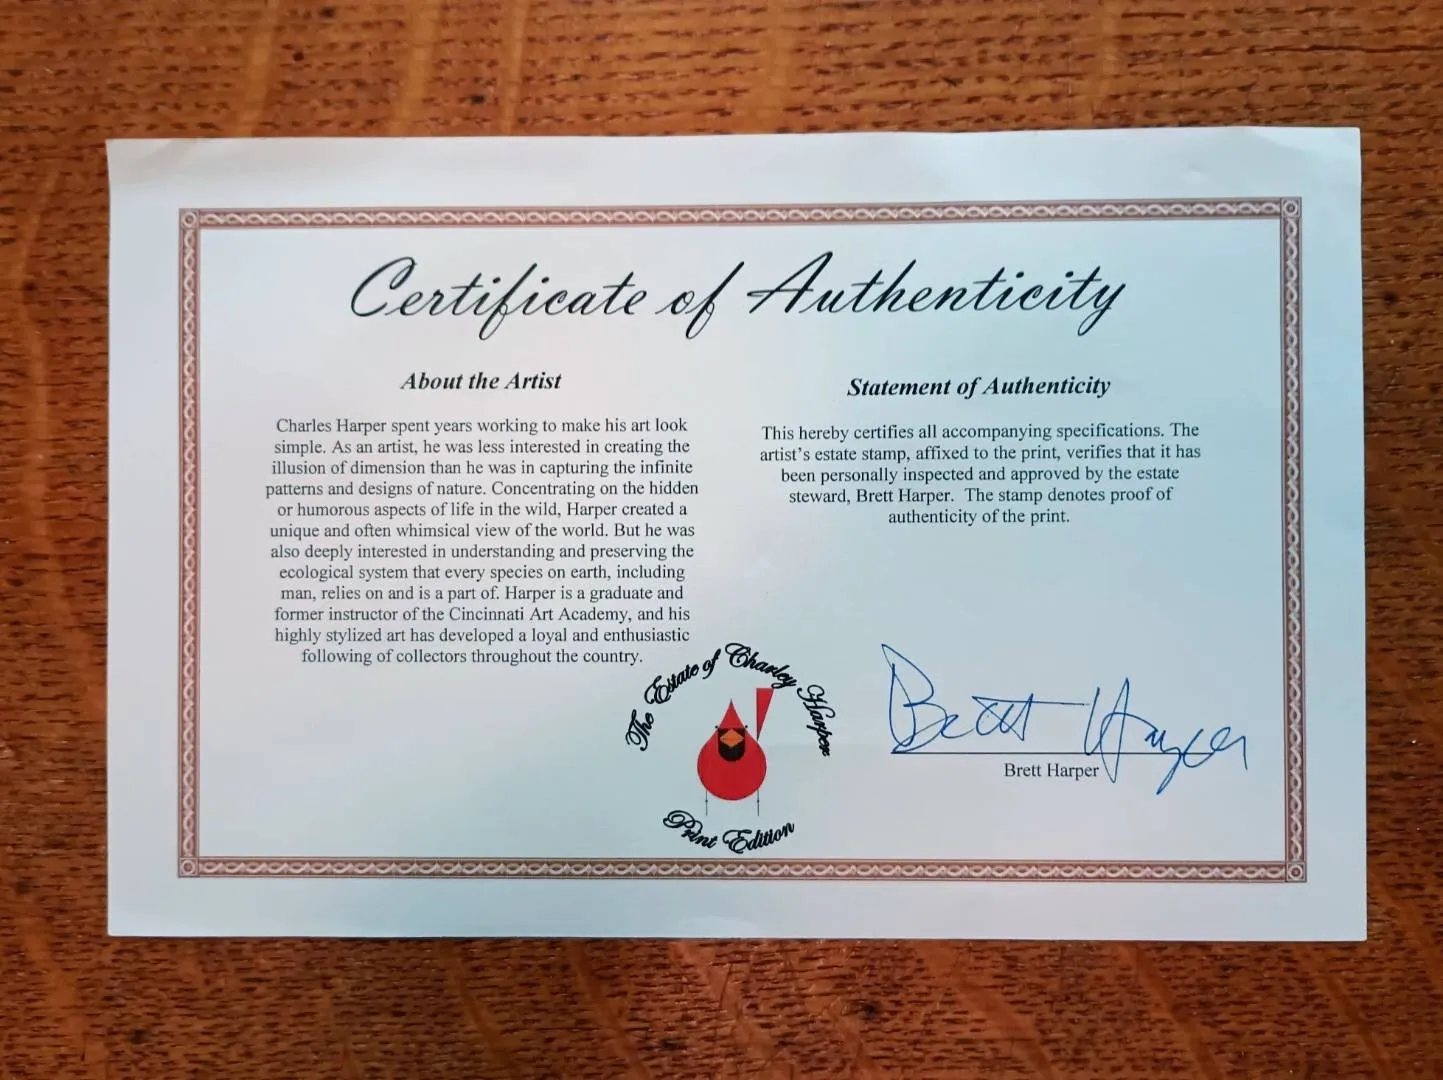 Certificate of Authenticity
About the Artist
Charles Harper spent years working to make his art look
simple. As an artist, he was less interested in creating the
illusion of dimension than he was in capturing the infinite
patterns and designs of nature. Concentrating on the hidden
or humorous aspects of life in the wild, Harper created a
unique and often whimsical view of the world. But he was
also deeply interested in understanding and preserving the
ecological system that every species on earth, including
man, relies on and is a part of. Harper is a graduate and
former instructor of the Cincinnati Art Academy, and his
highly stylized art has developed a loyal and enthusiastic
following of collectors throughout the country.
Statement of Authenticity
This hereby certifies all accompanying specifications. The
artist's estate stamp, affixed to the print, verifies that it has
been personally inspected and approved by the estate
steward, Brett Harper. The stamp denotes proof of
authenticity of the print.
The Estate of Charley Harper
Print Edition
Brett Harper
Brett Harper